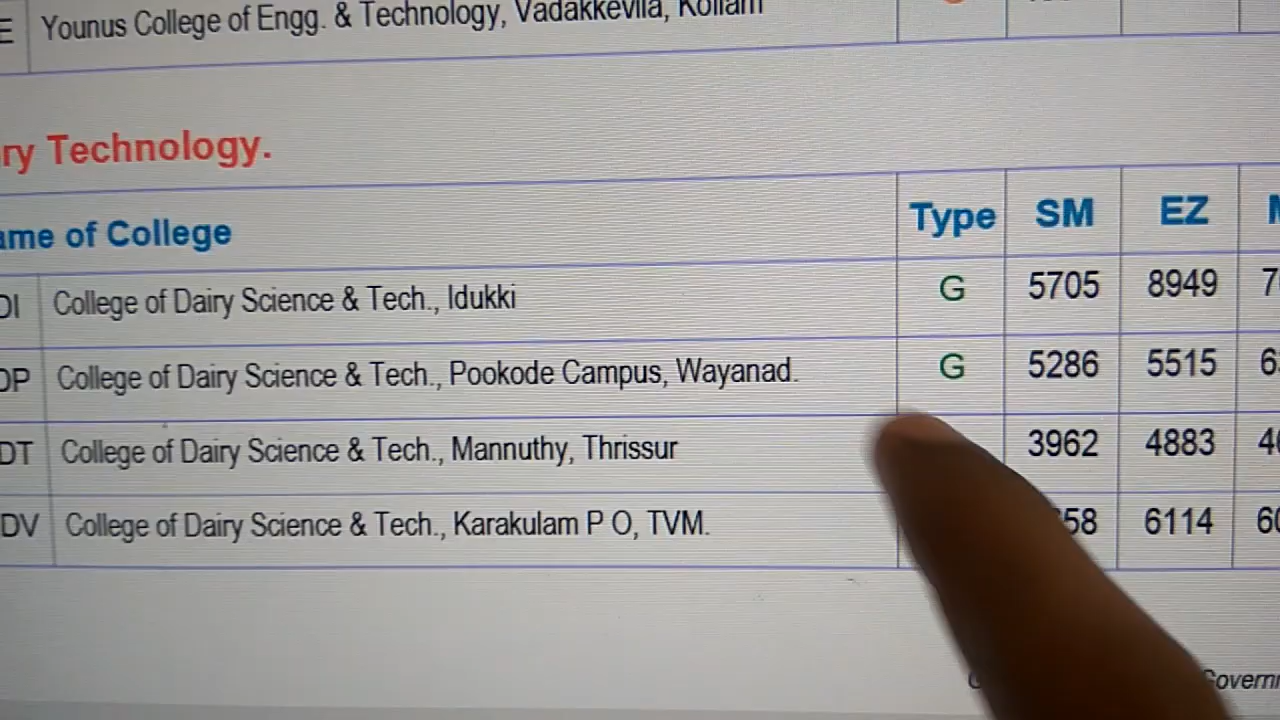 E Younus College of Engg. & Technology, Vadakkevila, Kollam
ry Technology.
ame of College Type SM EZ
DI College of Dairy Science & Tech., Idukki G 5705 8949
DP College of Dairy Science & Tech., Pookode Campus, Wayanad. G 5286 5515
DT College of Dairy Science & Tech., Mannuthy, Thrissur 3962 4883
DV College of Dairy Science & Tech., Karakulam P O, TVM. 58 6114